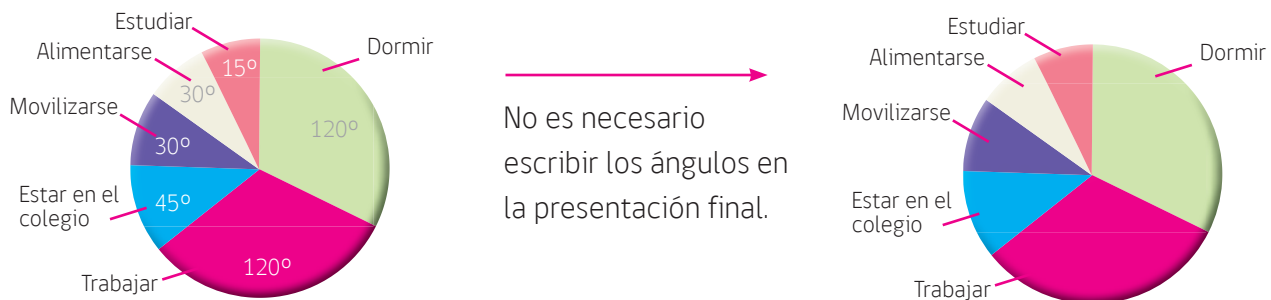 Estudiar
Alimentarse
Dormir
15º
30º
Movilizarse
120º
30º
Estar en el
colegio
45º
120º
Trabajar
No es necesario
escribir los ángulos en
la presentación final.
Estudiar
Alimentarse
Dormir
Movilizarse
Estar en el
colegio
Trabajar